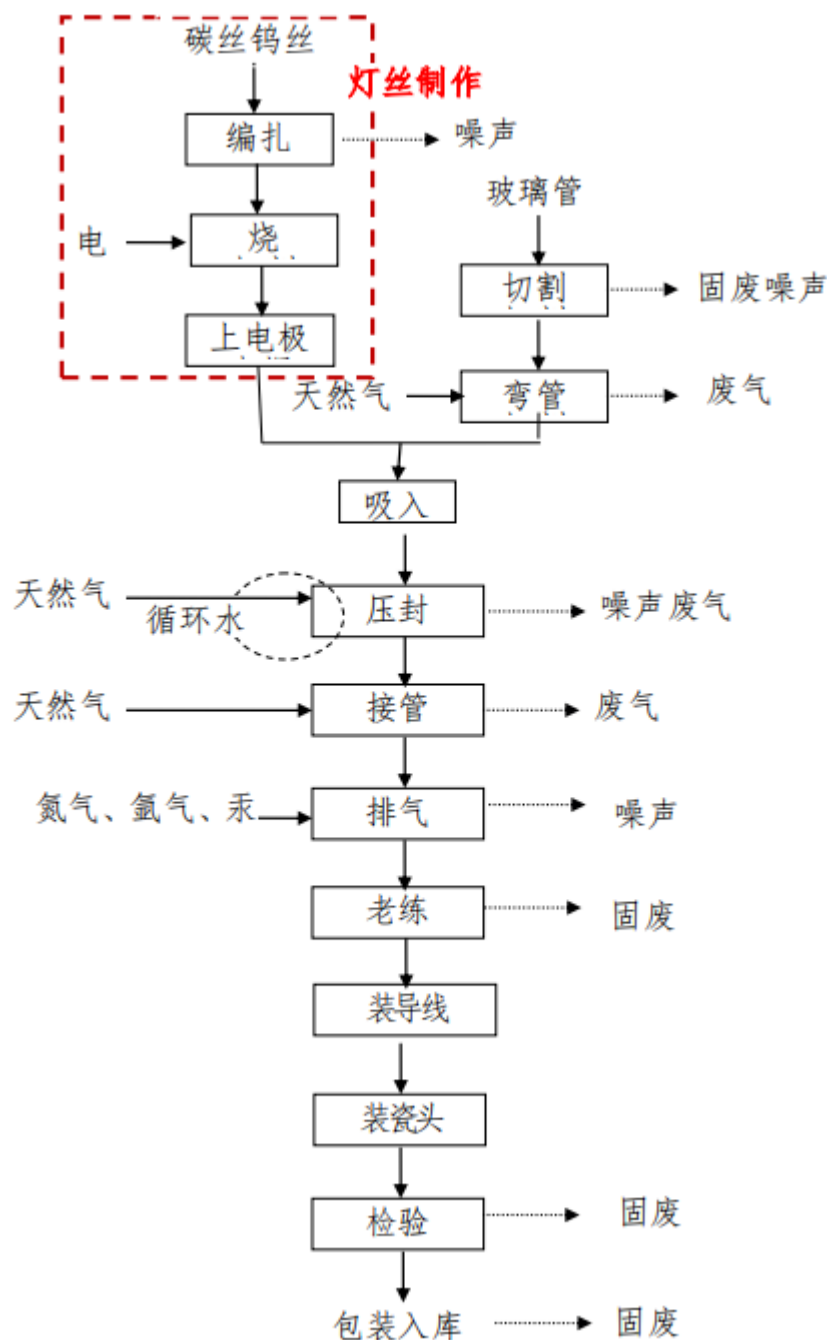 碳丝钨丝
灯丝制作
编扎
噪声
玻璃管
电
烧
切割
固废噪声
上电极
天然气
弯管
废气
吸入
天然气
循环水
压封
噪声废气
天然气
接管
废气
氮气、氩气、汞
排气
噪声
老练
固废
装导线
装瓷头
检验
固废
包装入库
固废